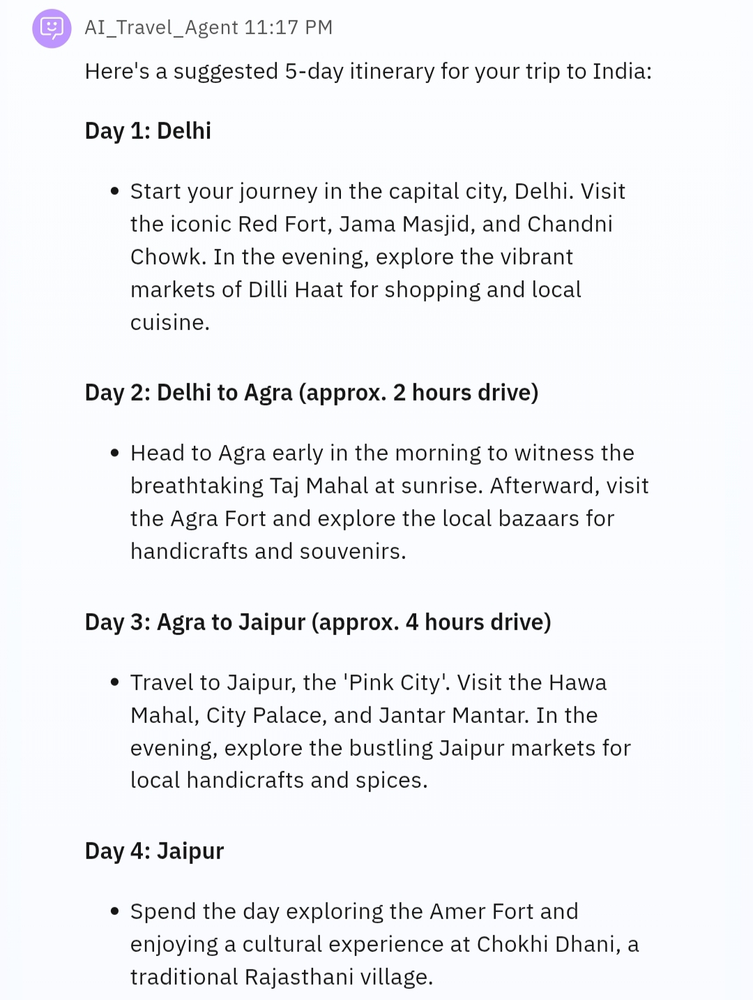 AI_Travel_Agent 11:17 PM
Here's a suggested 5-day itinerary for your trip to India:
Day 1: Delhi
• Start your journey in the capital city, Delhi. Visit
the iconic Red Fort, Jama Masjid, and Chandni
Chowk. In the evening, explore the vibrant
markets of Dilli Haat for shopping and local
cuisine.
Day 2: Delhi to Agra (approx. 2 hours drive)
• Head to Agra early in the morning to witness the
breathtaking Taj Mahal at sunrise. Afterward, visit
the Agra Fort and explore the local bazaars for
handicrafts and souvenirs.
Day 3: Agra to Jaipur (approx. 4 hours drive)
• Travel to Jaipur, the 'Pink City'. Visit the Hawa
Mahal, City Palace, and Jantar Mantar. In the
evening, explore the bustling Jaipur markets for
local handicrafts and spices.
Day 4: Jaipur
• Spend the day exploring the Amer Fort and
enjoying a cultural experience at Chokhi Dhani, a
traditional Rajasthani village.